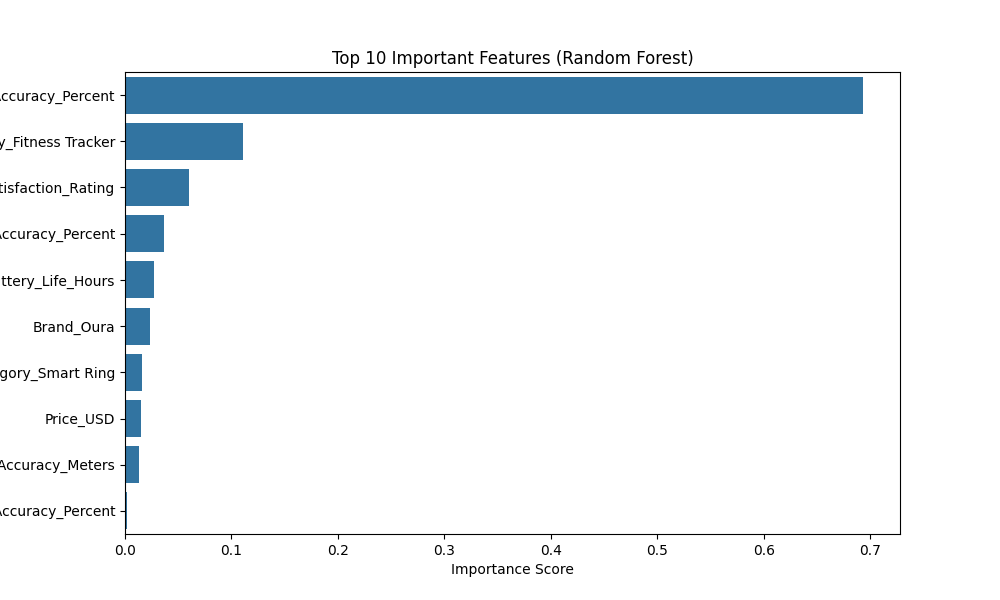 Top 10 Important Features (Random Forest)
Accuracy_Percent
y_Fitness Tracker
tisfaction_Rating
Accuracy_Percent
ttery_Life_Hours
Brand_Oura
gory_Smart Ring
Price_USD
Accuracy_Meters
Accuracy_Percent
0.0 0.1 0.2 0.3 0.4 0.5 0.6 0.7
Importance Score